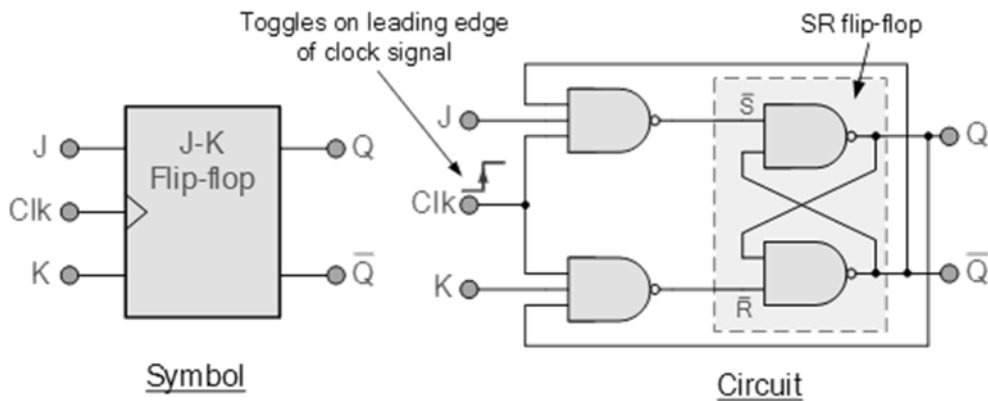 Toggles on leading edge
of clock signal
SR flip-flop
J
Clk
K
J-K
Flip-flop
Q
Q̅
J
Clk
K
S̅
R̅
Q
Q̅
Symbol
Circuit